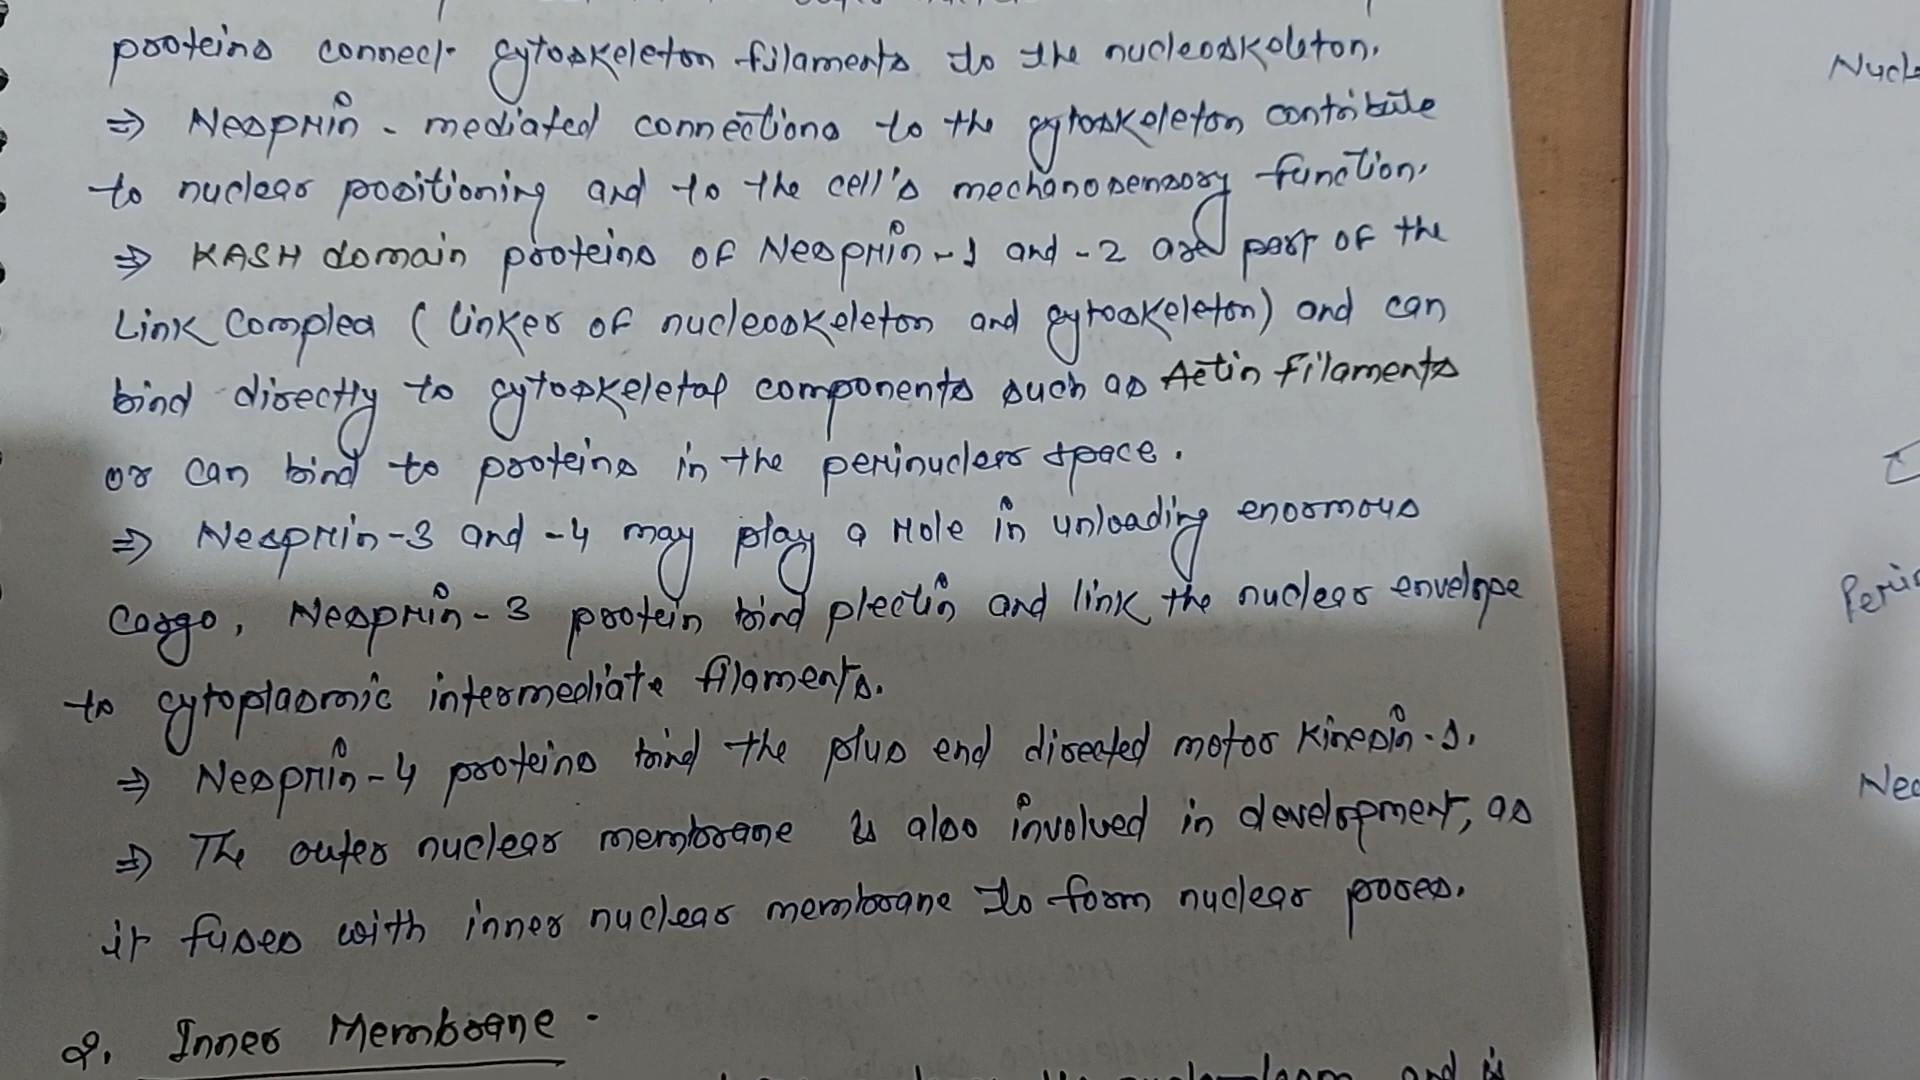 proteins connect cytoskeleton filaments to the nucleoskeleton.
⇒ Nesprin - mediated connections to the cytoskeleton contribute
to nuclear positioning and to the cell's mechanosensory function.
⇒ KASH domain proteins of Nesprin-1 and -2 are part of the
Link Complea (linker of nucleoskeleton and cytoskeleton) and can
bind directly to cytoskeletal components such as Actin filaments
or can bind to proteins in the perinuclear space.
⇒ Nesprin-3 and -4 may play a role in unloading enormous
cargo, Nesprin-3 protein bind plectin and link the nuclear envelope
to cytoplasmic intermediate filaments.
⇒ Nesprin-4 proteins bind the plus end directed motor Kinesin-1.
⇒ The outer nuclear membrane is also involved in development, as
it fuses with inner nuclear membrane to form nuclear pores.
2. Inner Membrane -
and is